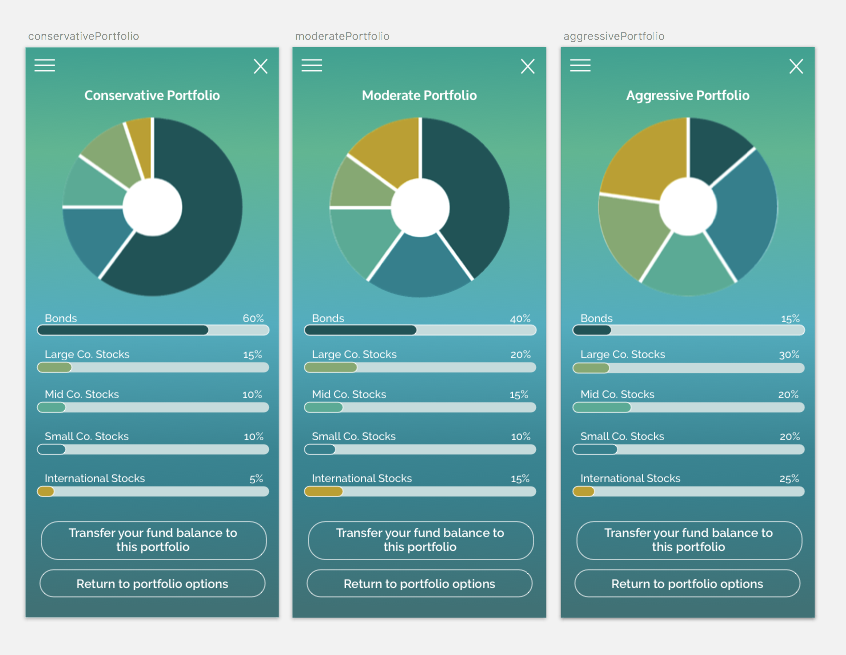 conservativePortfolio
Conservative Portfolio
Bonds 60%
Large Co. Stocks 15%
Mid Co. Stocks 10%
Small Co. Stocks 10%
International Stocks 5%
Transfer your fund balance to
this portfolio
Return to portfolio options
moderatePortfolio
Moderate Portfolio
Bonds 40%
Large Co. Stocks 20%
Mid Co. Stocks 15%
Small Co. Stocks 10%
International Stocks 15%
Transfer your fund balance to
this portfolio
Return to portfolio options
aggressivePortfolio
Aggressive Portfolio
Bonds 15%
Large Co. Stocks 30%
Mid Co. Stocks 20%
Small Co. Stocks 20%
International Stocks 25%
Transfer your fund balance to
this portfolio
Return to portfolio options